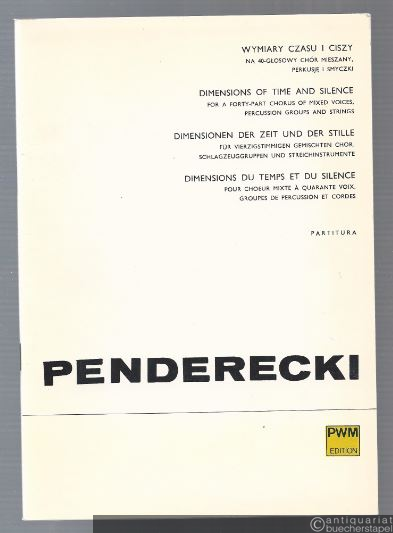 WYMIARY CZASU I CISZY
NA 40-GŁOSOWY CHÓR MIESZANY,
PERKUSJĘ I SMYCZKI
DIMENSIONS OF TIME AND SILENCE
FOR A FORTY-PART CHORUS OF MIXED VOICES,
PERCUSSION GROUPS AND STRINGS
DIMENSIONEN DER ZEIT UND DER STILLE
FÜR VIERZIGSTIMMIGEN GEMISCHTEN CHOR,
SCHLAGZEUGGRUPPEN UND STREICHINSTRUMENTE
DIMENSIONS DU TEMPS ET DU SILENCE
POUR CHOEUR MIXTE À QUARANTE VOIX,
GROUPES DE PERCUSSION ET CORDES
PARTITURA
PENDERECKI
PWM
EDITION
antiquariat
buecherstapel